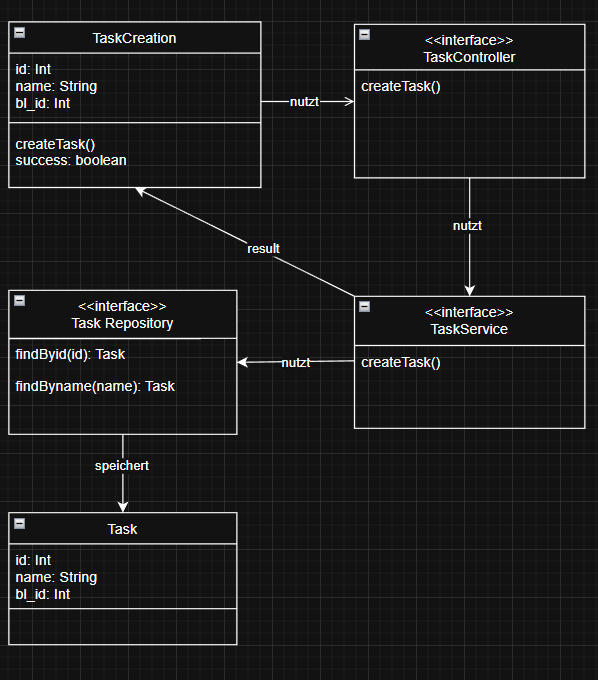 TaskCreation
id: Int
name: String
bl_id: Int
createTask()
success: boolean
nutzt
<<interface>>
TaskController
createTask()
nutzt
result
<<interface>>
Task Repository
findByid(id): Task
findByname(name): Task
nutzt
<<interface>>
TaskService
createTask()
speichert
Task
id: Int
name: String
bl_id: Int